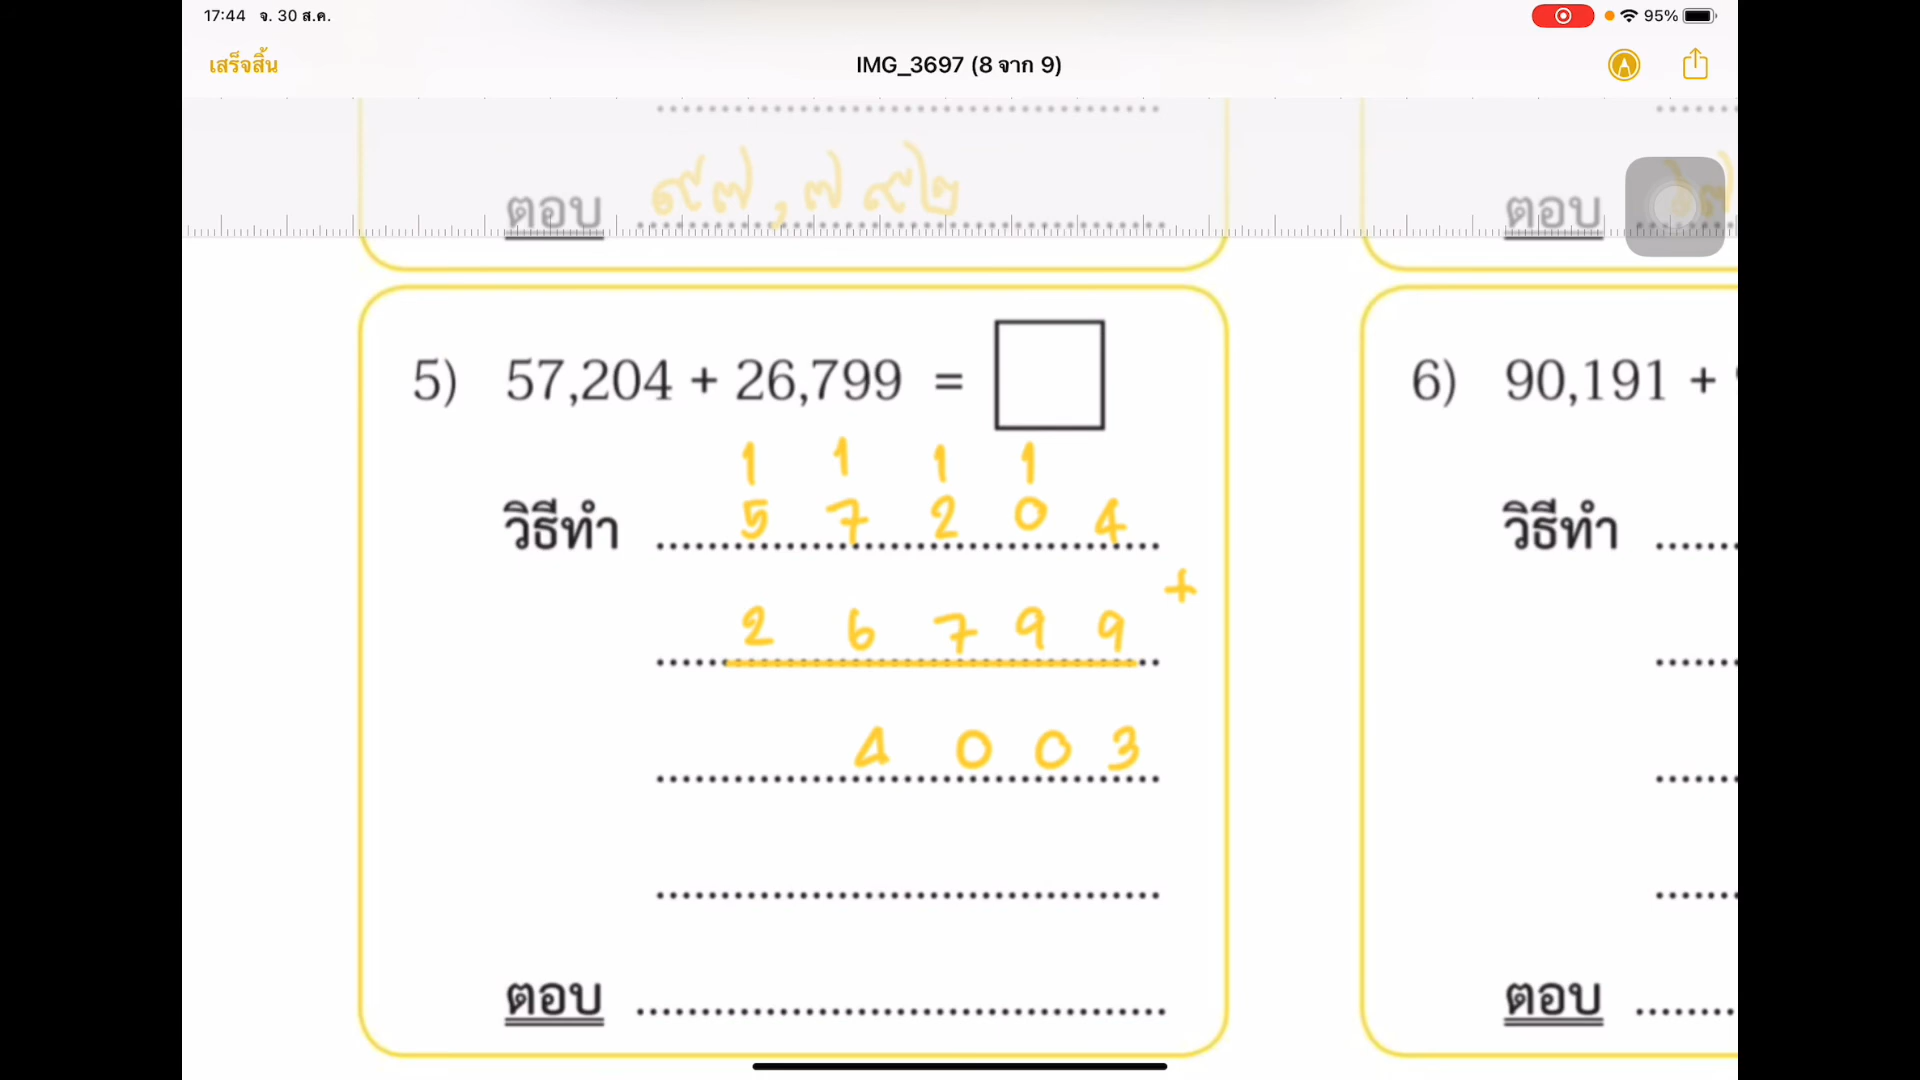 17:44 จ. 30 ส.ค. 95%
เสร็จสิ้น IMG_3697 (8 จาก 9)
ตอบ ๙๗,๗๙๒ ตอบ
5) 57,204 + 26,799 = 6) 90,191 +
1 1 1 1
วิธีทำ 5 7 2 0 4 วิธีทำ
+
2 6 7 9 9
4 0 0 3
ตอบ ตอบ